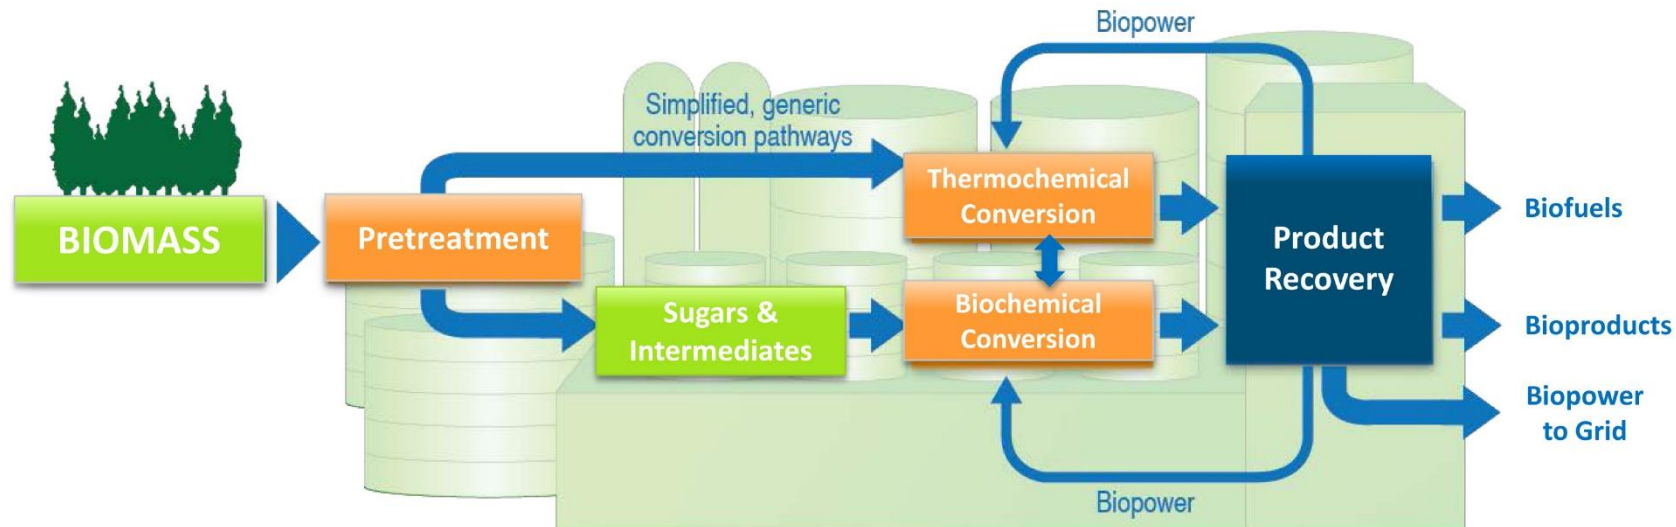 Biopower
Simplified, generic
conversion pathways
BIOMASS
Pretreatment
Thermochemical
Conversion
Sugars &
Intermediates
Biochemical
Conversion
Product
Recovery
Biofuels
Bioproducts
Biopower
to Grid
Biopower